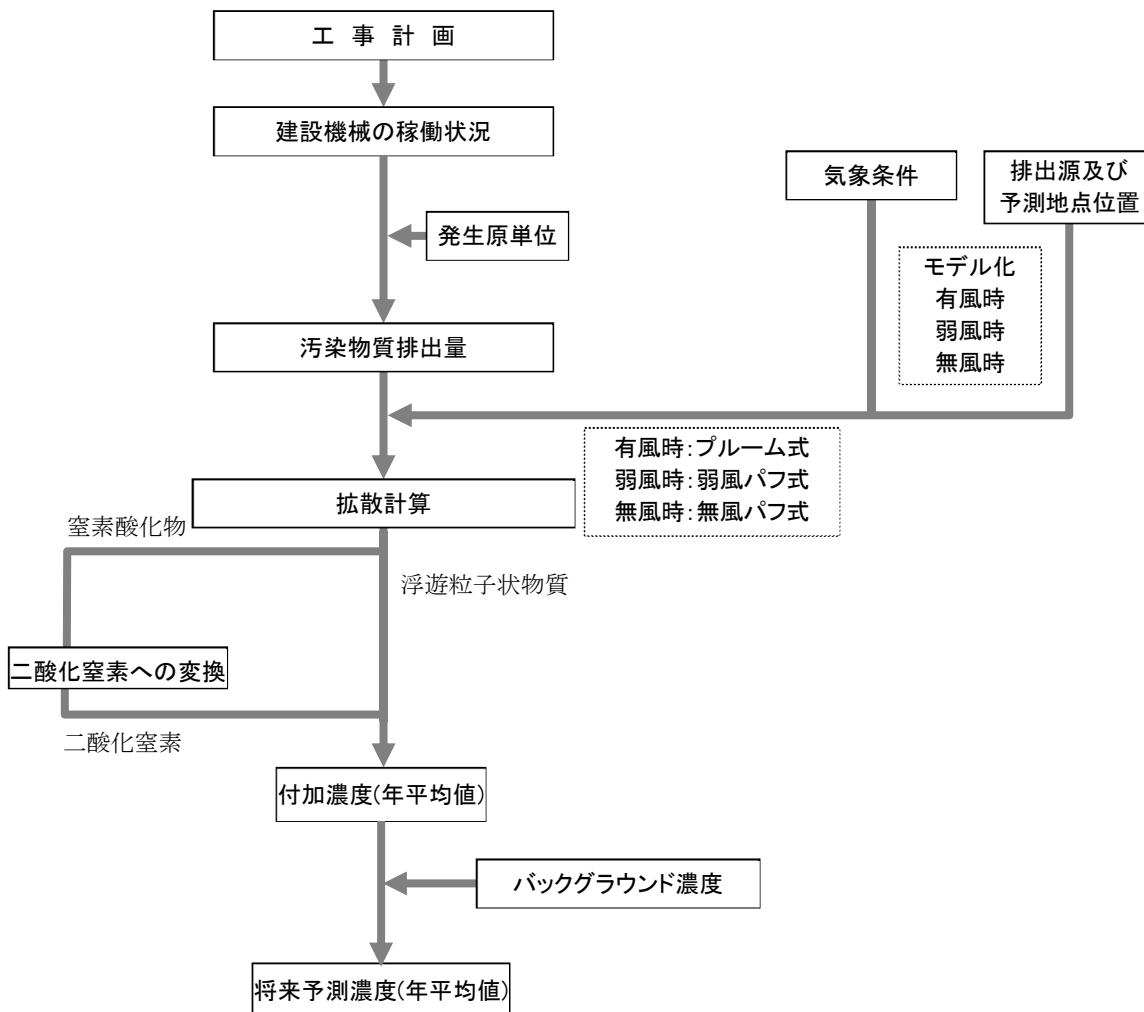 工 事 計 画
建設機械の稼働状況
気象条件
排出源及び
予測地点位置
発生原単位
モデル化
有風時
弱風時
無風時
汚染物質排出量
有風時：プルーム式
弱風時：弱風パフ式
無風時：無風パフ式
拡散計算
窒素酸化物
浮遊粒子状物質
二酸化窒素への変換
二酸化窒素
付加濃度(年平均値)
バックグラウンド濃度
将来予測濃度(年平均値)